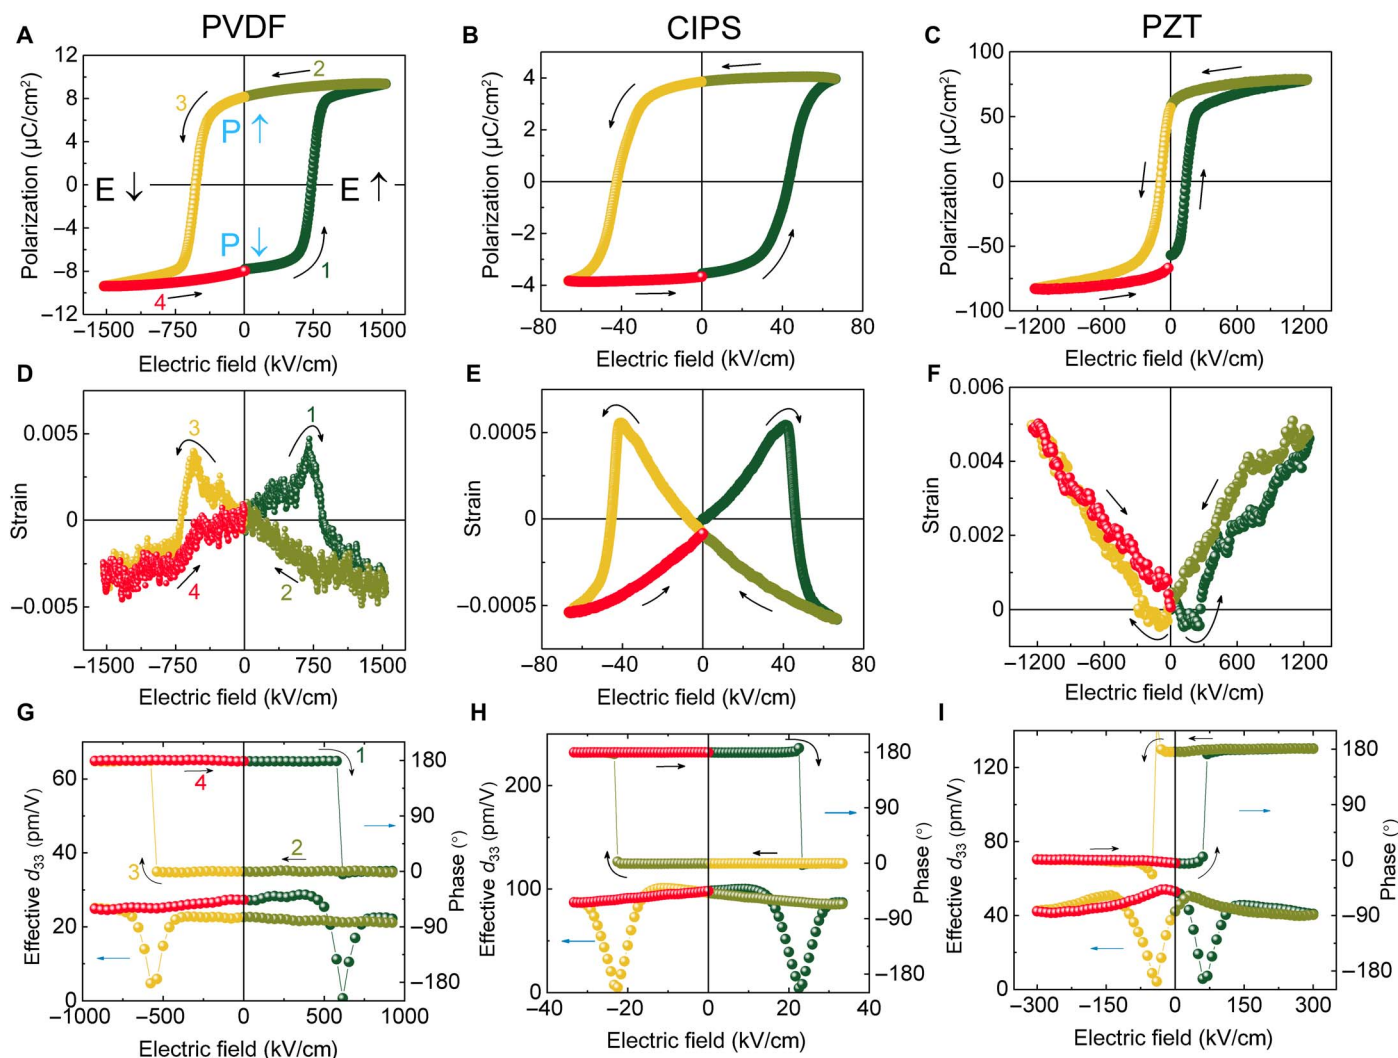 PVDF
CIPS
PZT
A
12
8
4
0
−4
−8
−12
Polarization (µC/cm²)
2
3
P ↑
E ↓
E ↑
P ↓
1
4
−1500 −750 0 750 1500
Electric field (kV/cm)
B
4
2
0
−2
−4
Polarization (µC/cm²)
−80 −40 0 40 80
Electric field (kV/cm)
C
100
50
0
−50
−100
Polarization (µC/cm²)
−1200 −600 0 600 1200
Electric field (kV/cm)
D
0.005
0
−0.005
Strain
3
1
4
2
−1500 −750 0 750 1500
Electric field (kV/cm)
E
0.0005
0
−0.0005
Strain
−80 −40 0 40 80
Electric field (kV/cm)
F
0.006
0.004
0.002
0
Strain
−1200 −600 0 600 1200
Electric field (kV/cm)
G
60
40
20
0
Effective d33 (pm/V)
1
4
2
3
180
90
0
−90
−180
Phase (°)
−1000 −500 0 500 1000
Electric field (kV/cm)
H
200
100
0
Effective d33 (pm/V)
180
90
0
−90
−180
Phase (°)
−40 −20 0 20 40
Electric field (kV/cm)
I
120
80
40
0
Effective d33 (pm/V)
180
90
0
−90
−180
Phase (°)
−300 −150 0 150 300
Electric field (kV/cm)